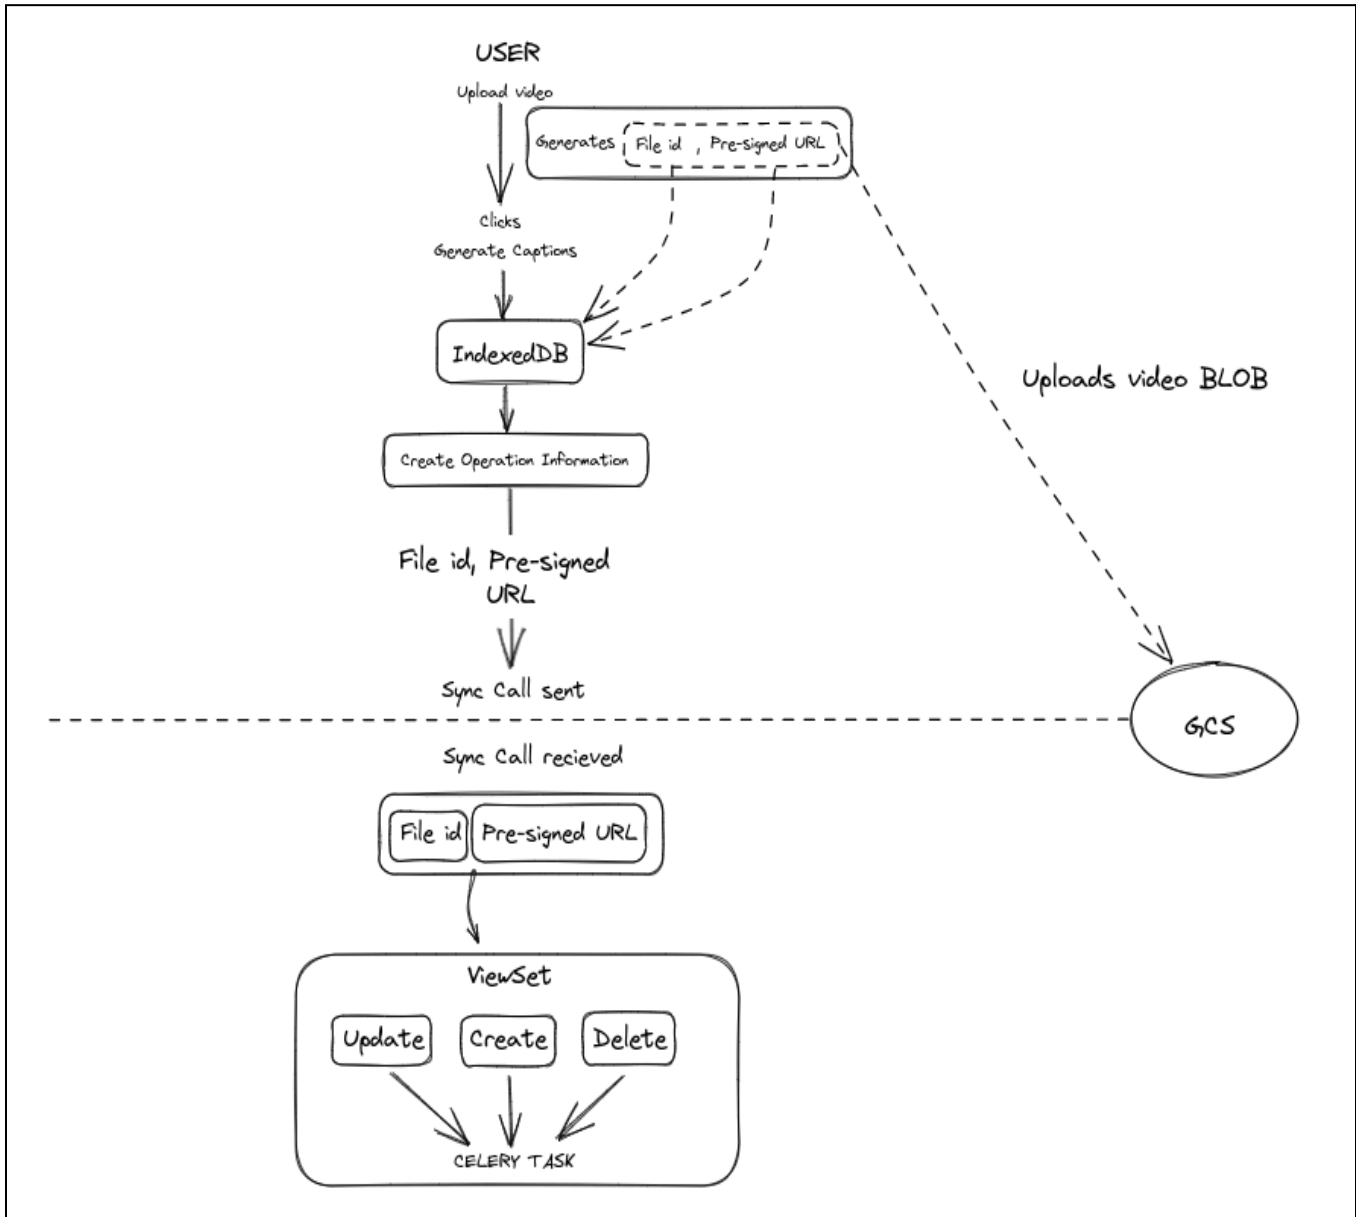 USER
Upload video
Generates File id , Pre-signed URL
Clicks
Generate Captions
IndexedDB
Uploads video BLOB
Create Operation Information
File id, Pre-signed
URL
Sync Call sent
GCS
Sync Call recieved
File id Pre-signed URL
ViewSet
Update Create Delete
CELERY TASK